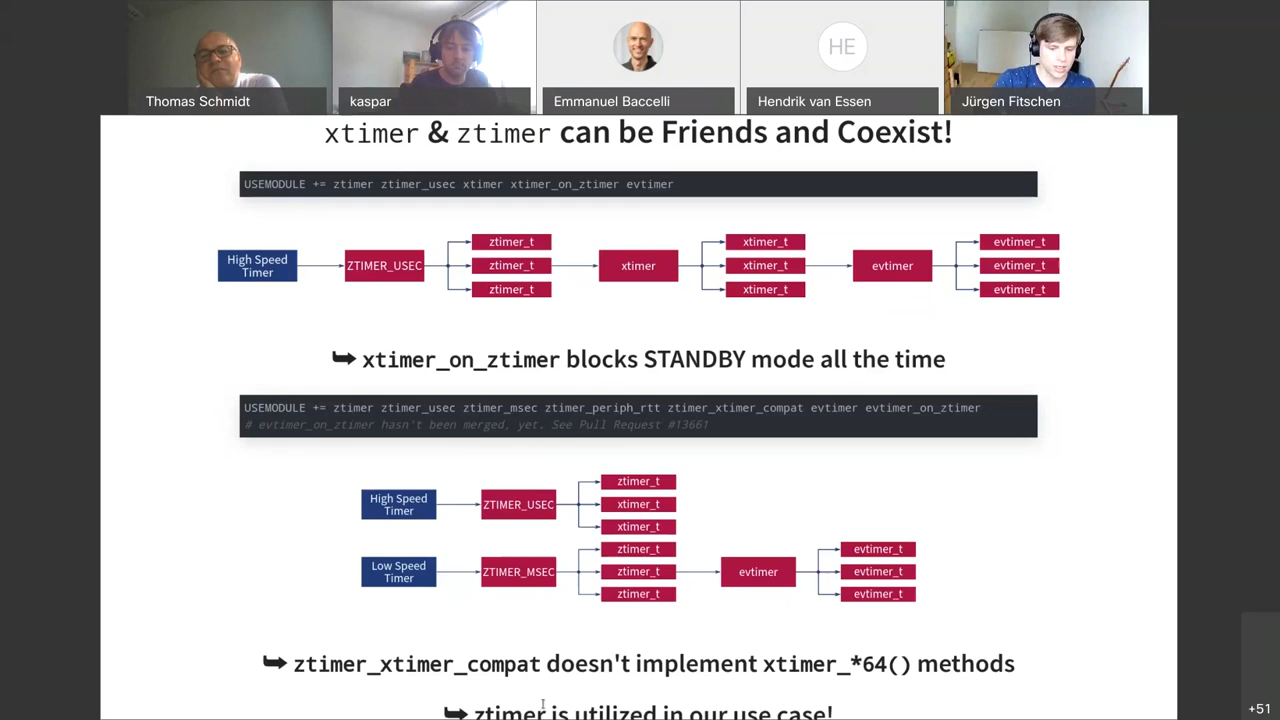 HE
Thomas Schmidt
kaspar
Emmanuel Baccelli
Hendrik van Essen
Jürgen Fitschen
xtimer & ztimer can be Friends and Coexist!
USEMODULE += ztimer ztimer_usec xtimer xtimer_on_ztimer evtimer
High Speed
Timer
ZTIMER_USEC
ztimer_t
ztimer_t
ztimer_t
xtimer
xtimer_t
xtimer_t
xtimer_t
evtimer
evtimer_t
evtimer_t
evtimer_t
xtimer_on_ztimer blocks STANDBY mode all the time
USEMODULE += ztimer ztimer_usec ztimer_msec ztimer_periph_rtt ztimer_xtimer_compat evtimer evtimer_on_ztimer
# evtimer_on_ztimer hasn't been merged, yet. See Pull Request #13661
High Speed
Timer
ZTIMER_USEC
ztimer_t
xtimer_t
xtimer_t
Low Speed
Timer
ZTIMER_MSEC
ztimer_t
ztimer_t
ztimer_t
evtimer
evtimer_t
evtimer_t
evtimer_t
ztimer_xtimer_compat doesn't implement xtimer_*64() methods
ztimer is utilized in our use case!
+51